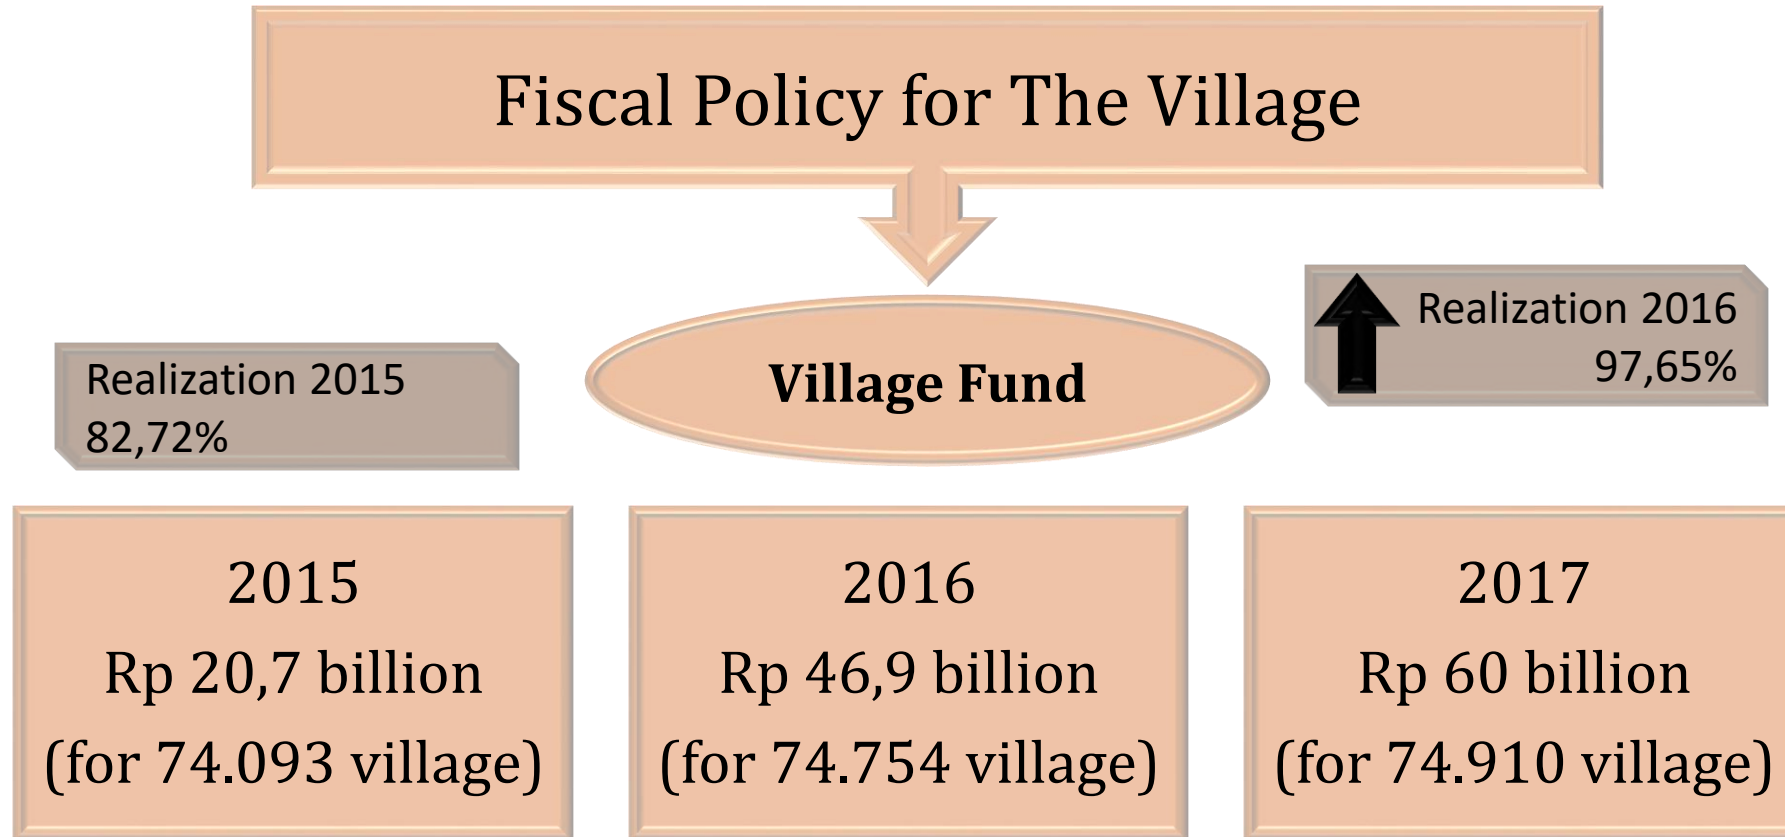 Fiscal Policy for The Village
Realization 2015
82,72%
Village Fund
Realization 2016
97,65%
2015
Rp 20,7 billion
(for 74.093 village)
2016
Rp 46,9 billion
(for 74.754 village)
2017
Rp 60 billion
(for 74.910 village)